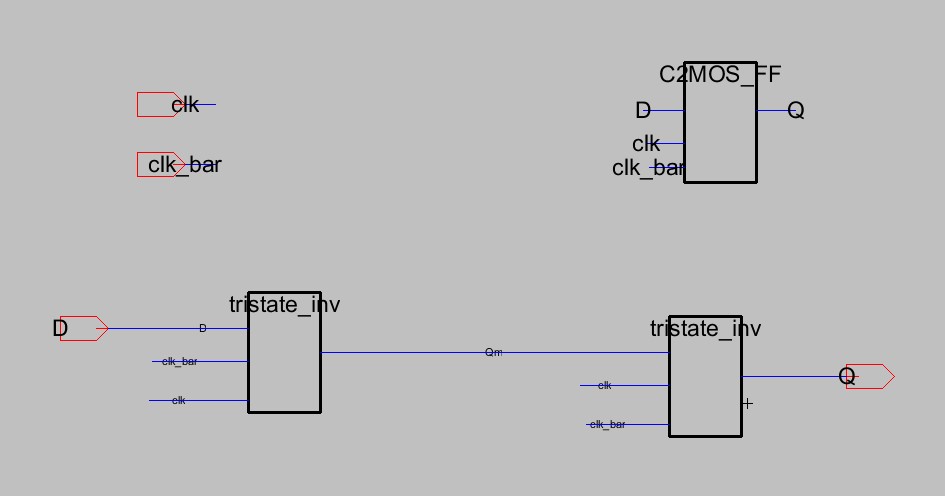 C2MOS_FF
clk
D
Q
clk
clk_bar
clk_bar
tristate_inv
D
D
tristate_inv
Qm
clk_bar
Q
clk
clk
clk_bar